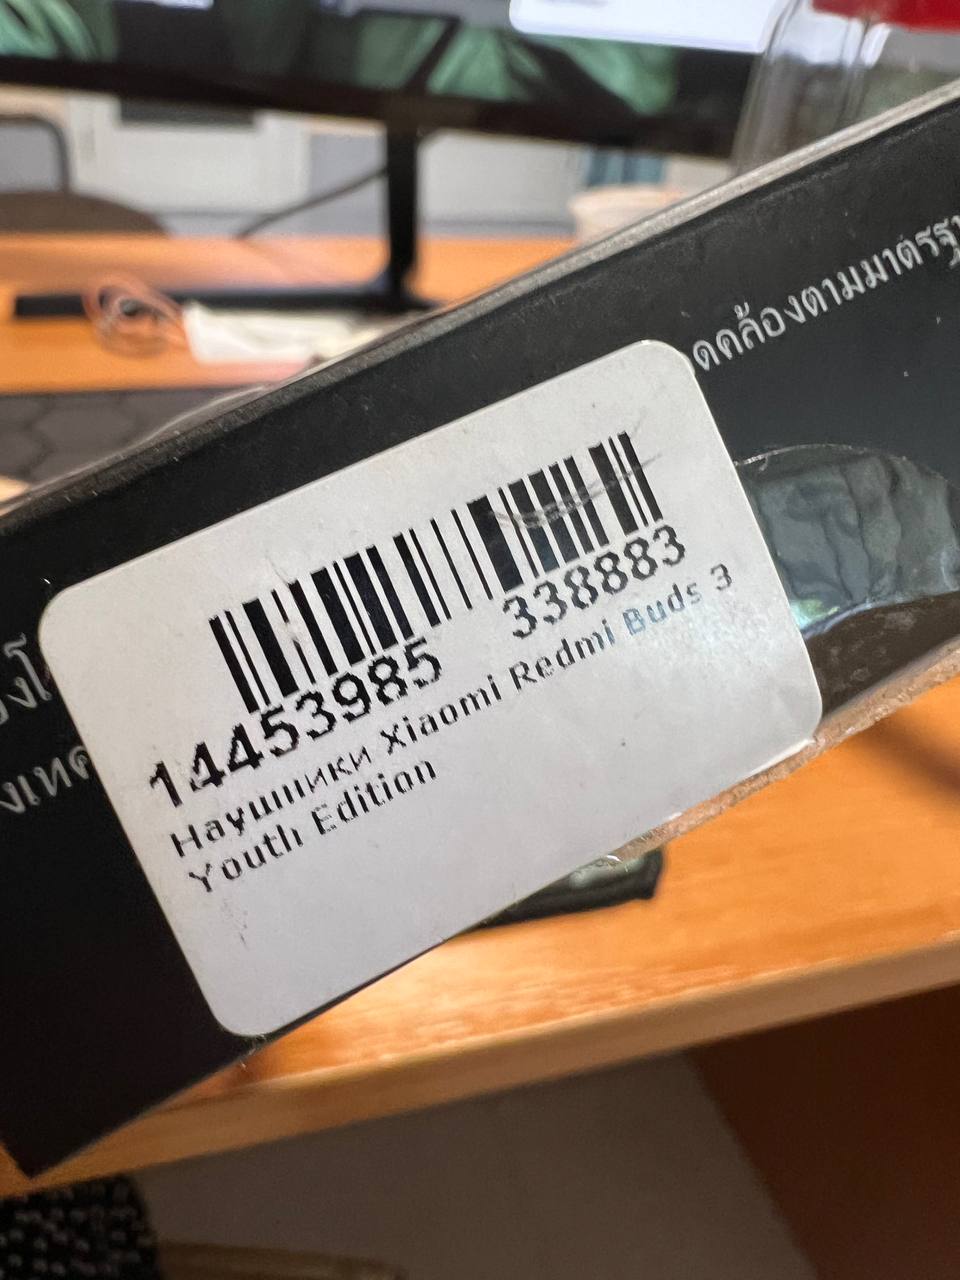 ดคล้องตามมาตรฐา
14453985 338883
Наушники Xiaomi Redmi Buds 3
Youth Edition